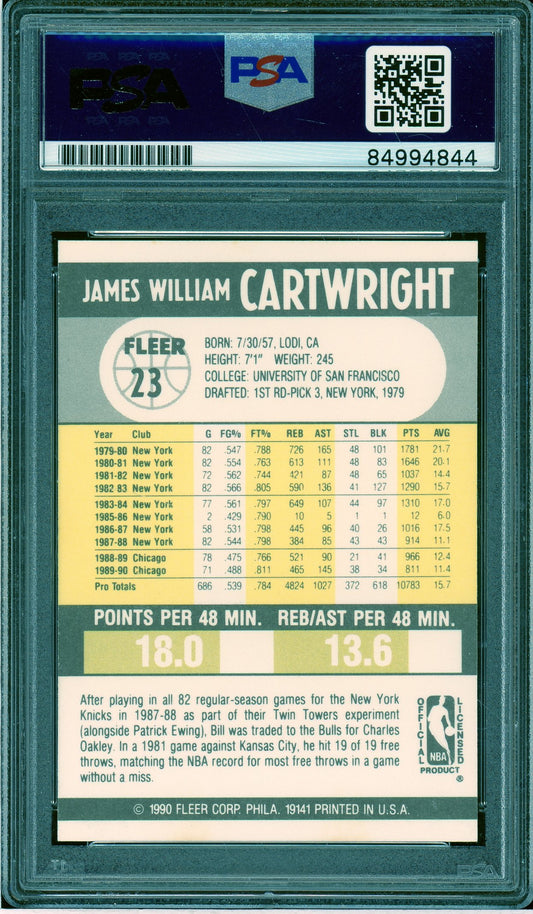 PSA
PSA
84994844
JAMES WILLIAM CARTWRIGHT
FLEER
23
BORN: 7/30/57, LODI, CA
HEIGHT: 7'1" WEIGHT: 245
COLLEGE: UNIVERSITY OF SAN FRANCISCO
DRAFTED: 1ST RD-PICK 3, NEW YORK, 1979
Year Club G FG% FT% REB AST STL BLK PTS AVG
1979-80 New York 82 .547 .788 726 165 48 101 1781 21.7
1980-81 New York 82 .554 .763 613 111 48 83 1646 20.1
1981-82 New York 72 .562 .744 421 87 48 65 1037 14.4
1982-83 New York 82 .566 .805 590 136 41 127 1290 15.7
1983-84 New York 77 .561 .797 649 107 44 97 1310 17.0
1985-86 New York 2 .429 .790 10 5 1 1 12 6.0
1986-87 New York 58 .531 .798 445 96 40 26 1016 17.5
1987-88 New York 82 .544 .798 384 85 43 43 914 11.1
1988-89 Chicago 78 .475 .766 521 90 21 41 966 12.4
1989-90 Chicago 71 .488 .811 465 145 38 34 811 11.4
Pro Totals 686 .539 .784 4824 1027 372 618 10783 15.7
POINTS PER 48 MIN. REB/AST PER 48 MIN.
18.0 13.6
After playing in all 82 regular-season games for the New York
Knicks in 1987-88 as part of their Twin Towers experiment
(alongside Patrick Ewing), Bill was traded to the Bulls for Charles
Oakley. In a 1981 game against Kansas City, he hit 19 of 19 free
throws, matching the NBA record for most free throws in a game
without a miss.
OFFICIAL
LICENSED
NBA
PRODUCT ®
© 1990 FLEER CORP. PHILA. 19141 PRINTED IN U.S.A.
PSA